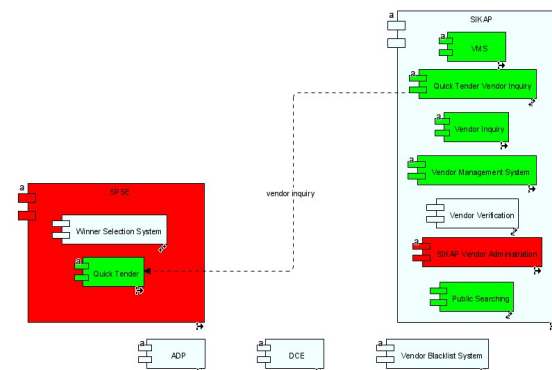 a
SIKAP
a
VMS
a
Quick Tender Vendor Inquiry
a
Vendor Inquiry
a
Vendor Management System
vendor inquiry
a
SPSE
Winner Selection System
Vendor Verification
a
Quick Tender
a
SIKAP Vendor Administration
a
Public Searching
a
ADP
a
DCE
a
Vendor Blacklist System